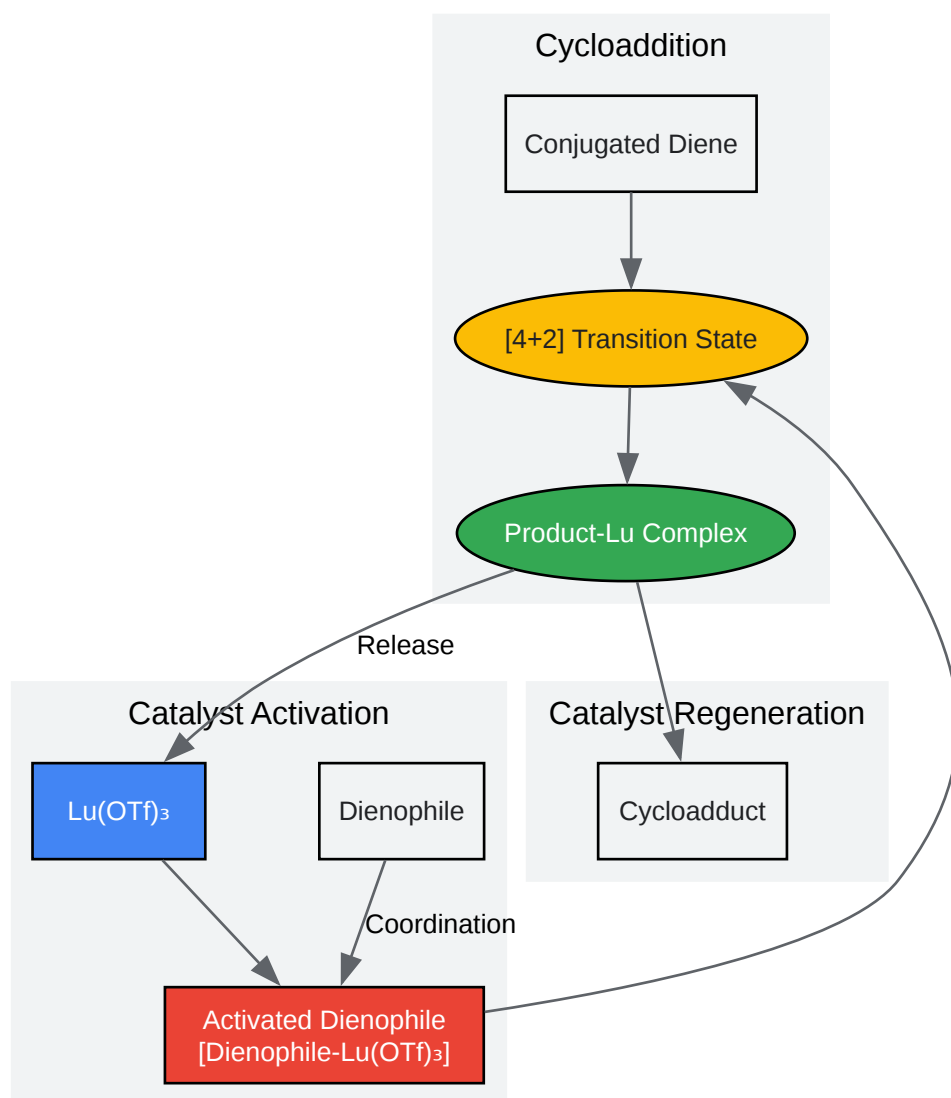 Cycloaddition
Conjugated Diene
[4+2] Transition State
Product-Lu Complex
Release
Catalyst Activation
Catalyst Regeneration
Lu(OTf)₃
Dienophile
Cycloadduct
Coordination
Activated Dienophile
[Dienophile-Lu(OTf)₃]